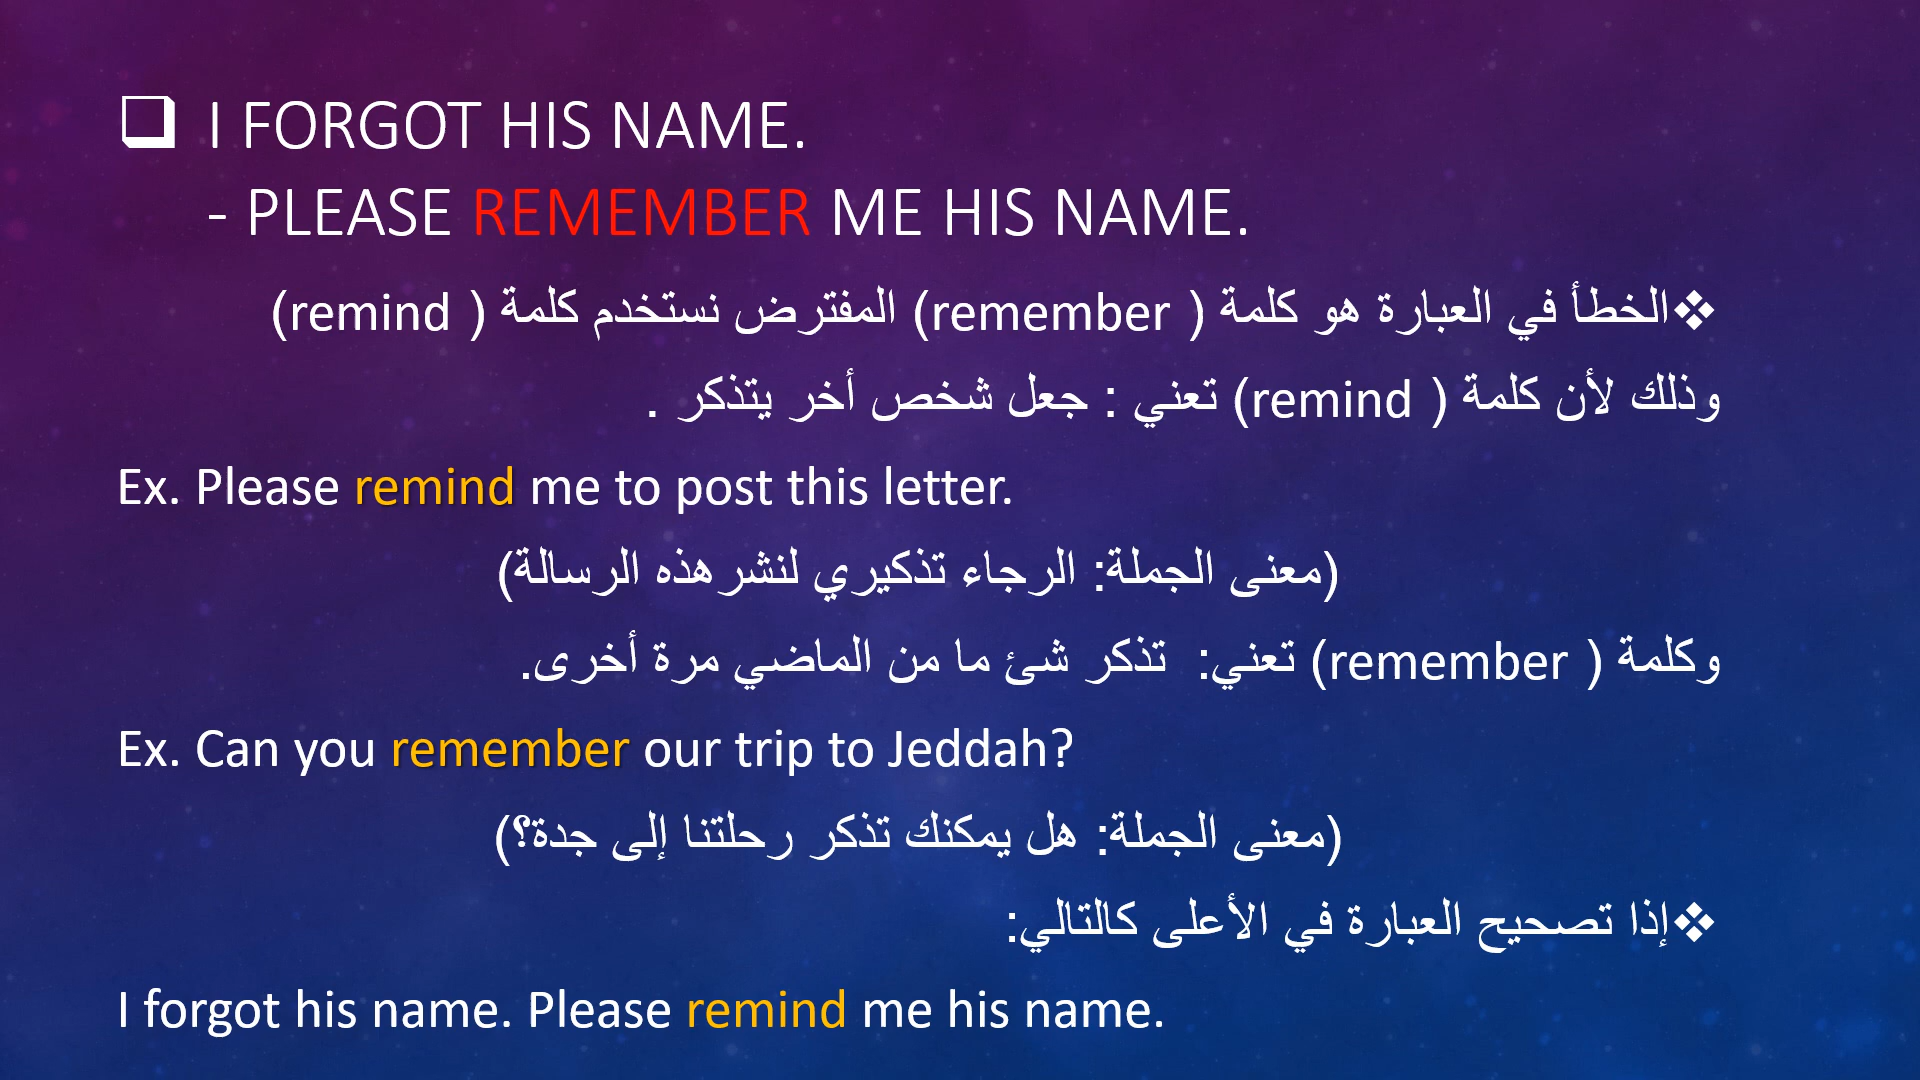 I FORGOT HIS NAME.
- PLEASE REMEMBER ME HIS NAME.
الخطأ في العبارة هو كلمة ( remember) المفترض نستخدم كلمة ( remind)
وذلك لأن كلمة ( remind) تعني : جعل شخص أخر يتذكر .
Ex. Please remind me to post this letter.
(معنى الجملة: الرجاء تذكيري لنشرهذه الرسالة)
وكلمة ( remember) تعني: تذكر شئ ما من الماضي مرة أخرى.
Ex. Can you remember our trip to Jeddah?
(معنى الجملة: هل يمكنك تذكر رحلتنا إلى جدة؟)
إذا تصحيح العبارة في الأعلى كالتالي:
I forgot his name. Please remind me his name.